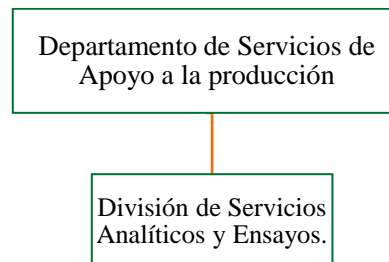 Departamento de Servicios de
Apoyo a la producción
División de Servicios
Analíticos y Ensayos.